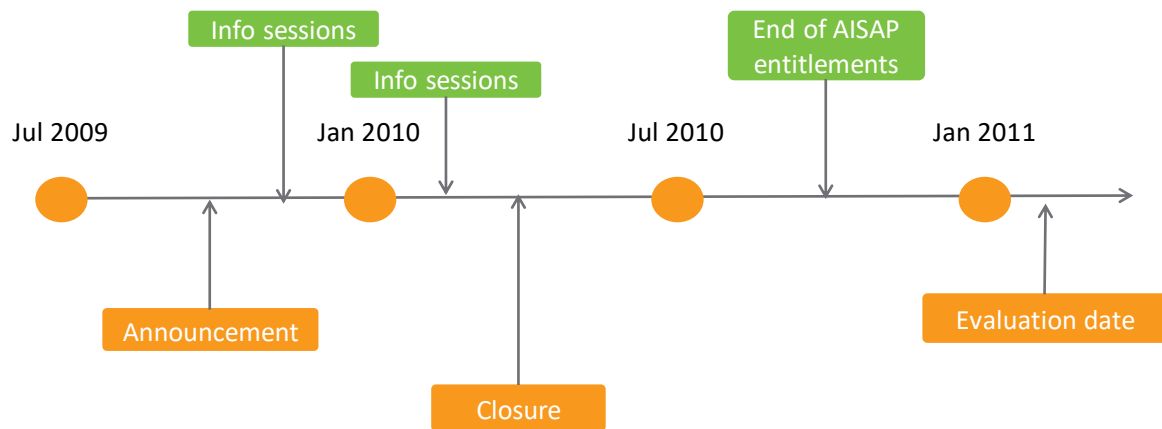 Info sessions
End of AISAP
entitlements
Info sessions
Jul 2009
Jan 2010
Jul 2010
Jan 2011
Announcement
Evaluation date
Closure